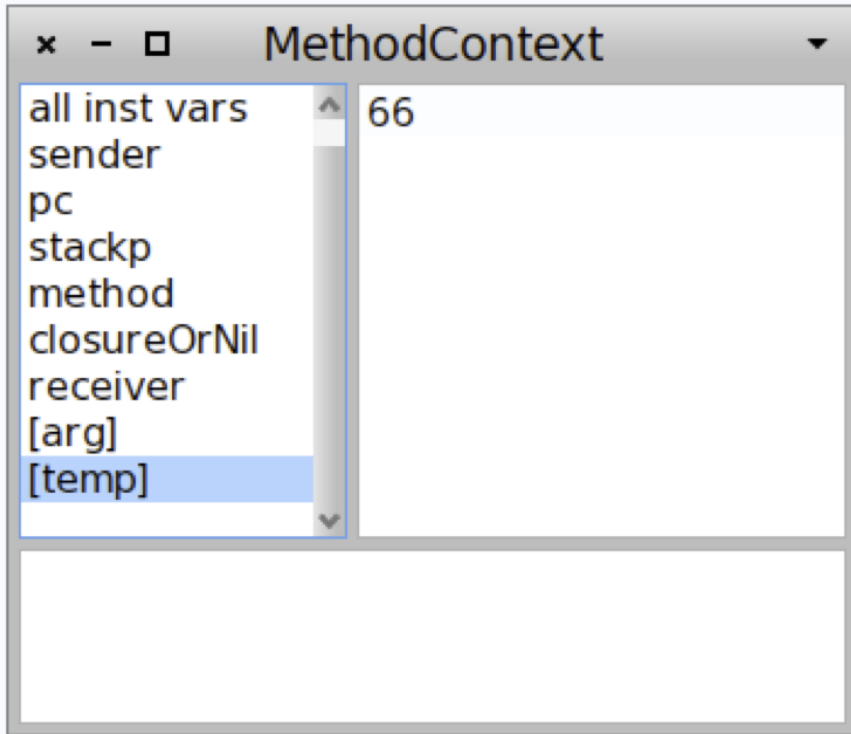 MethodContext
all inst vars
sender
pc
stackp
method
closureOrNil
receiver
[arg]
[temp]
66